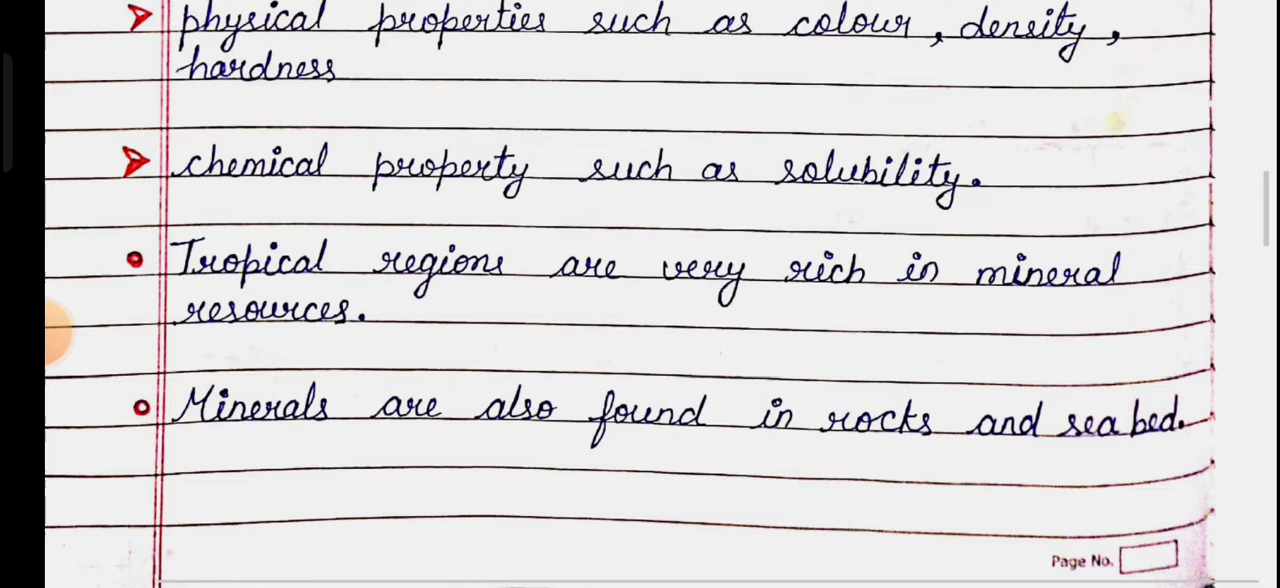 physical properties such as colour, density,
hardness
chemical property such as solubility.
Tropical regions are very rich in mineral
resources.
Minerals are also found in rocks and sea bed.
Page No.